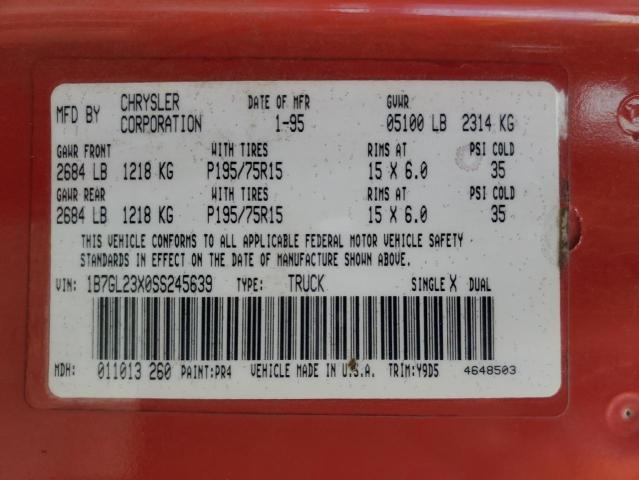 MFD BY CHRYSLER CORPORATION DATE OF MFR 1-95 GVWR 05100 LB 2314 KG
GAWR FRONT WITH TIRES RIMS AT PSI COLD
2684 LB 1218 KG P195/75R15 15 X 6.0 35
GAWR REAR WITH TIRES RIMS AT PSI COLD
2684 LB 1218 KG P195/75R15 15 X 6.0 35
THIS VEHICLE CONFORMS TO ALL APPLICABLE FEDERAL MOTOR VEHICLE SAFETY
STANDARDS IN EFFECT ON THE DATE OF MANUFACTURE SHOWN ABOVE.
VIN: 1B7GL23X0SS245639 TYPE: TRUCK SINGLE X DUAL
MDH: 011013 260 PAINT:PR4 VEHICLE MADE IN U.S.A. TRIM:Y9D5 4648503